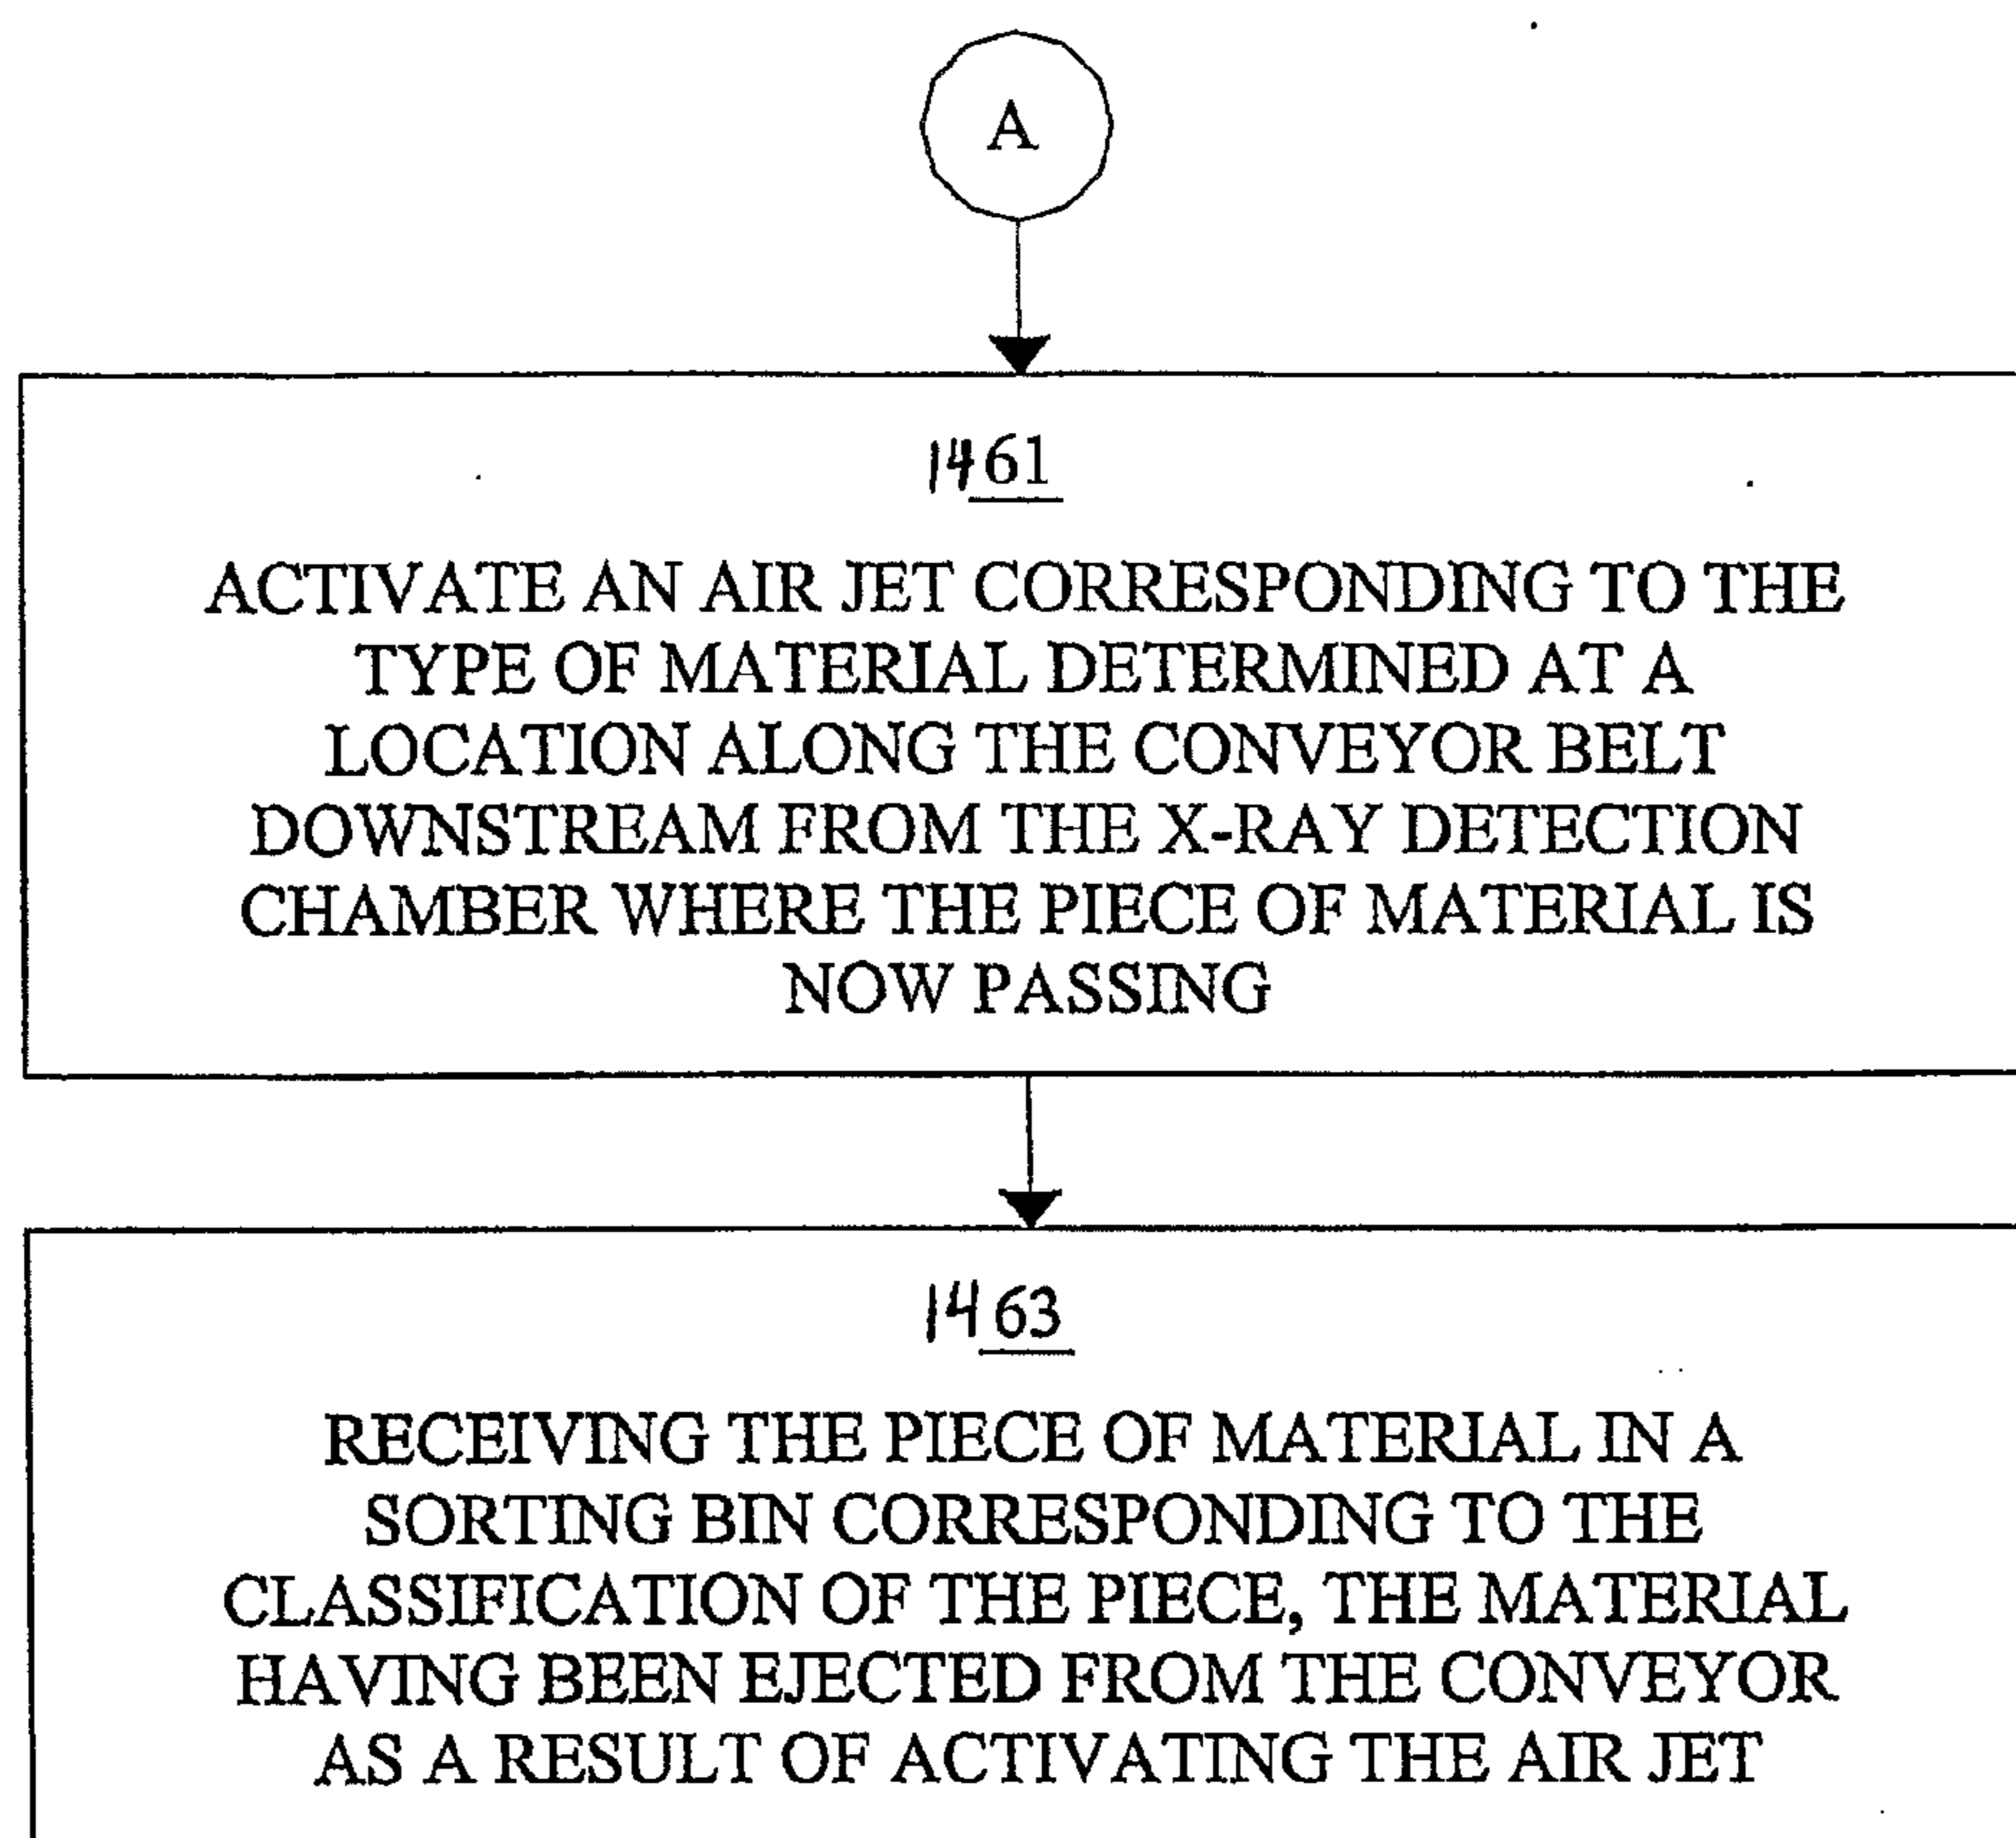 A
1461
ACTIVATE AN AIR JET CORRESPONDING TO THE
TYPE OF MATERIAL DETERMINED AT A
LOCATION ALONG THE CONVEYOR BELT
DOWNSTREAM FROM THE X-RAY DETECTION
CHAMBER WHERE THE PIECE OF MATERIAL IS
NOW PASSING
1463
RECEIVING THE PIECE OF MATERIAL IN A
SORTING BIN CORRESPONDING TO THE
CLASSIFICATION OF THE PIECE, THE MATERIAL
HAVING BEEN EJECTED FROM THE CONVEYOR
AS A RESULT OF ACTIVATING THE AIR JET